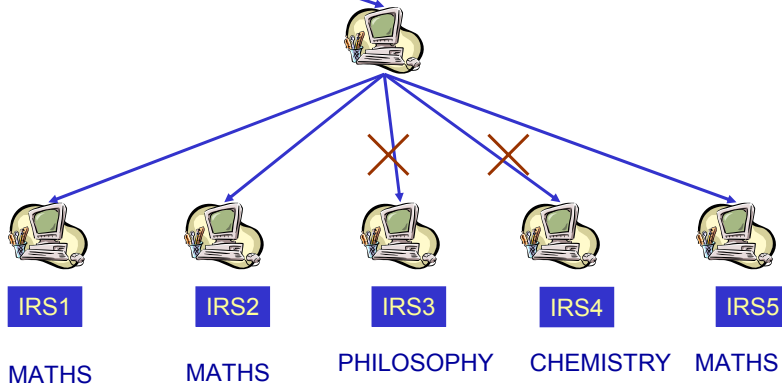 IRS1 IRS2 IRS3 IRS4 IRS5
MATHS MATHS PHILOSOPHY CHEMISTRY MATHS